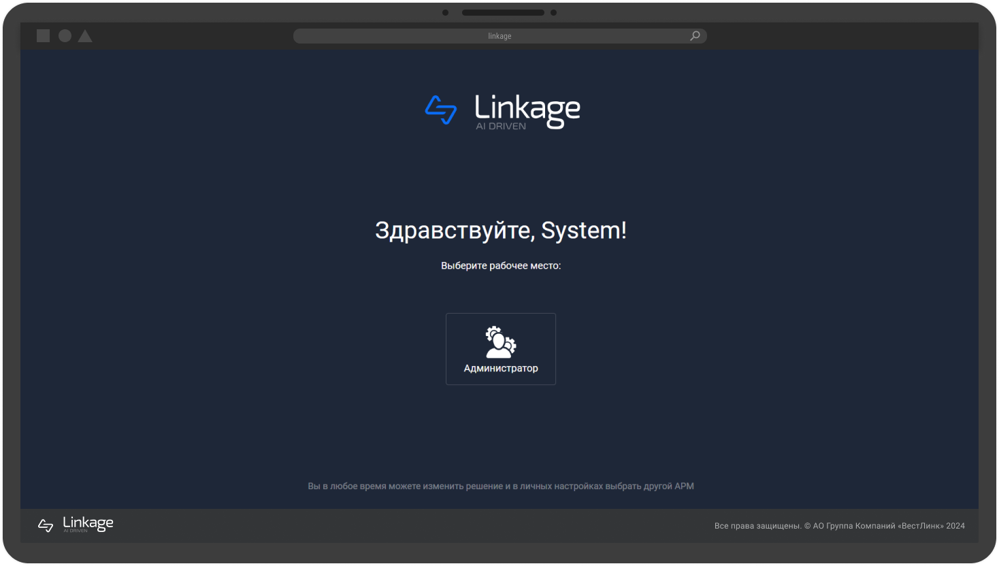 linkage
Linkage
AI DRIVEN
Здравствуйте, System!
Выберите рабочее место:
Администратор
Вы в любое время можете изменить решение и в личных настройках выбрать другой АРМ
Linkage
AI DRIVEN
Все права защищены. © АО Группа Компаний «ВестЛинк» 2024